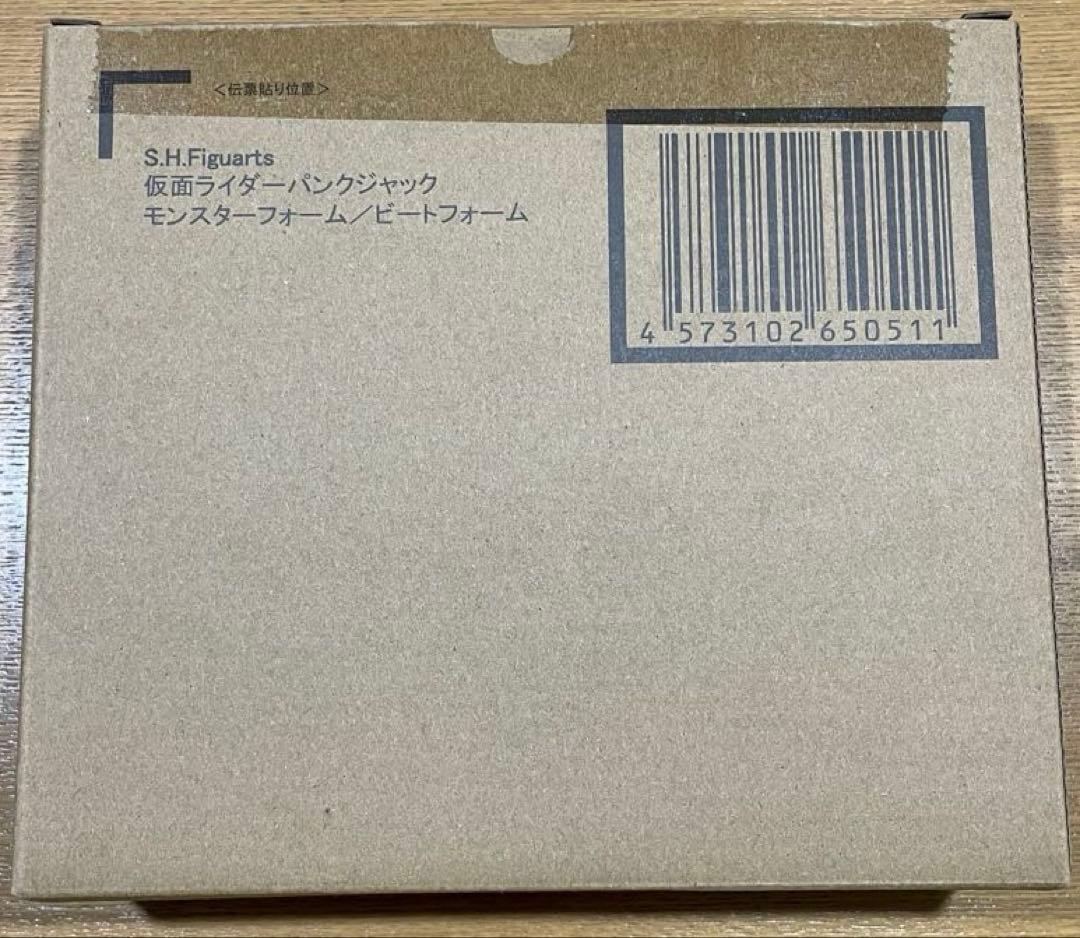 ＜伝票貼り位置＞
S.H.Figuarts
仮面ライダーパンクジャック
モンスターフォーム／ビートフォーム
4 573102 650511